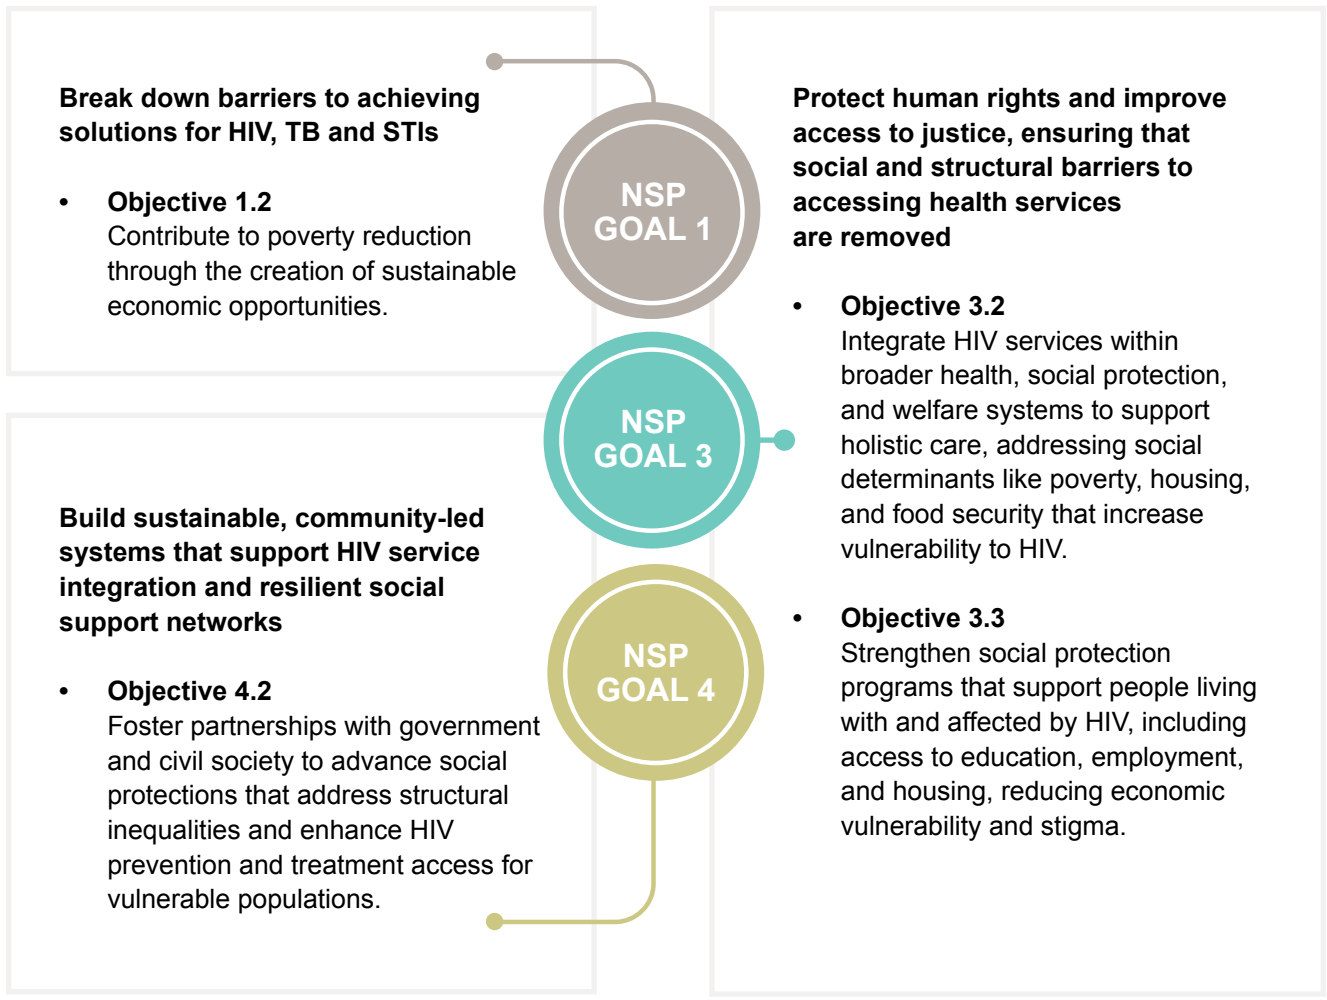 Break down barriers to achieving
solutions for HIV, TB and STIs
• Objective 1.2
Contribute to poverty reduction
through the creation of sustainable
economic opportunities.
NSP
GOAL 1
Protect human rights and improve
access to justice, ensuring that
social and structural barriers to
accessing health services
are removed
• Objective 3.2
Integrate HIV services within
broader health, social protection,
and welfare systems to support
holistic care, addressing social
determinants like poverty, housing,
and food security that increase
vulnerability to HIV.
• Objective 3.3
Strengthen social protection
programs that support people living
with and affected by HIV, including
access to education, employment,
and housing, reducing economic
vulnerability and stigma.
NSP
GOAL 3
Build sustainable, community-led
systems that support HIV service
integration and resilient social
support networks
• Objective 4.2
Foster partnerships with government
and civil society to advance social
protections that address structural
inequalities and enhance HIV
prevention and treatment access for
vulnerable populations.
NSP
GOAL 4